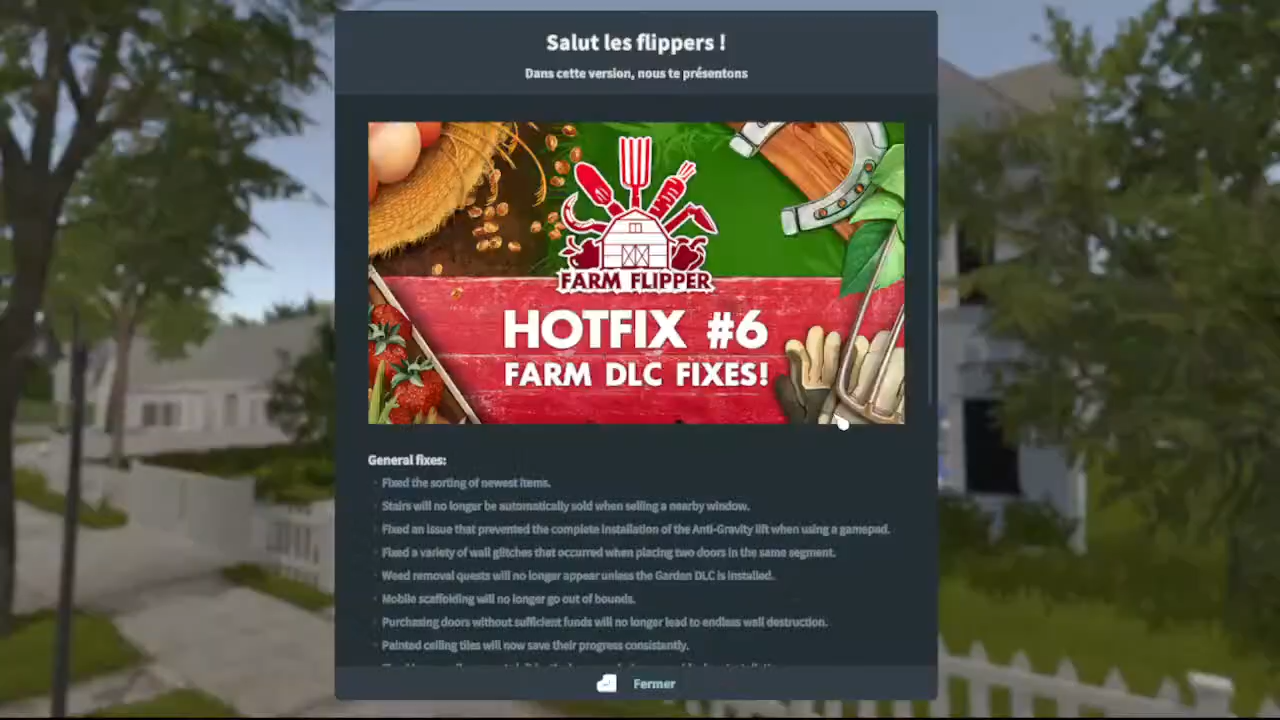 Salut les flippers !
Dans cette version, nous te présentons
FARM FLIPPER
HOTFIX #6
FARM DLC FIXES!
General fixes:
Fixed the sorting of newest items.
Stairs will no longer be automatically sold when selling a nearby window.
Fixed an issue that prevented the complete installation of the Anti-Gravity lift when using a gamepad.
Fixed a variety of wall glitches that occurred when placing two doors in the same segment.
Weed removal quests will no longer appear unless the Garden DLC is installed.
Mobile scaffolding will no longer go out of bounds.
Purchasing doors without sufficient funds will no longer lead to endless wall destruction.
Painted ceiling tiles will now save their progress consistently.
Fermer